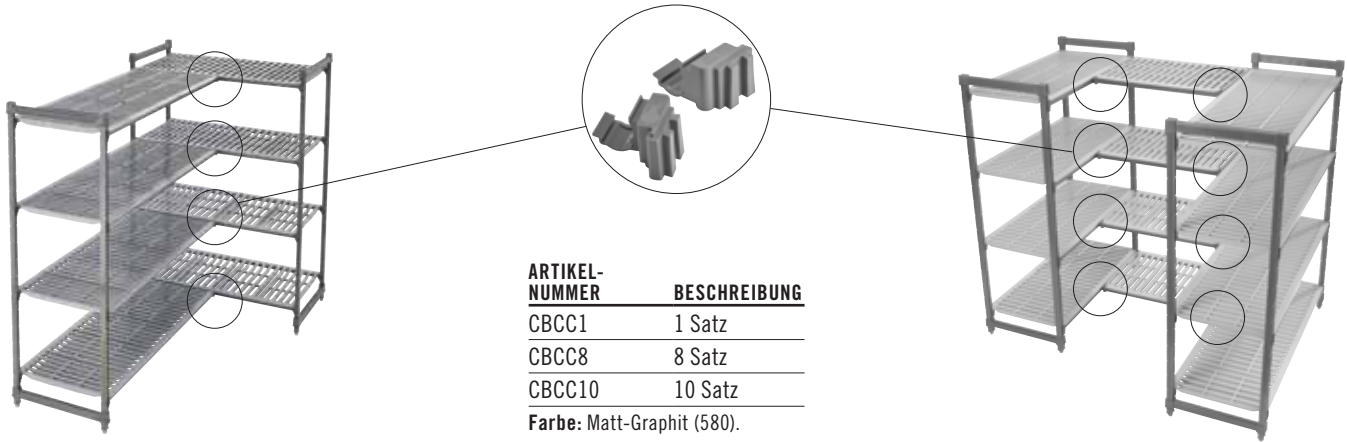 ARTIKEL-
NUMMER BESCHREIBUNG
CBCC1 1 Satz
CBCC8 8 Satz
CBCC10 10 Satz
Farbe: Matt-Graphit (580).